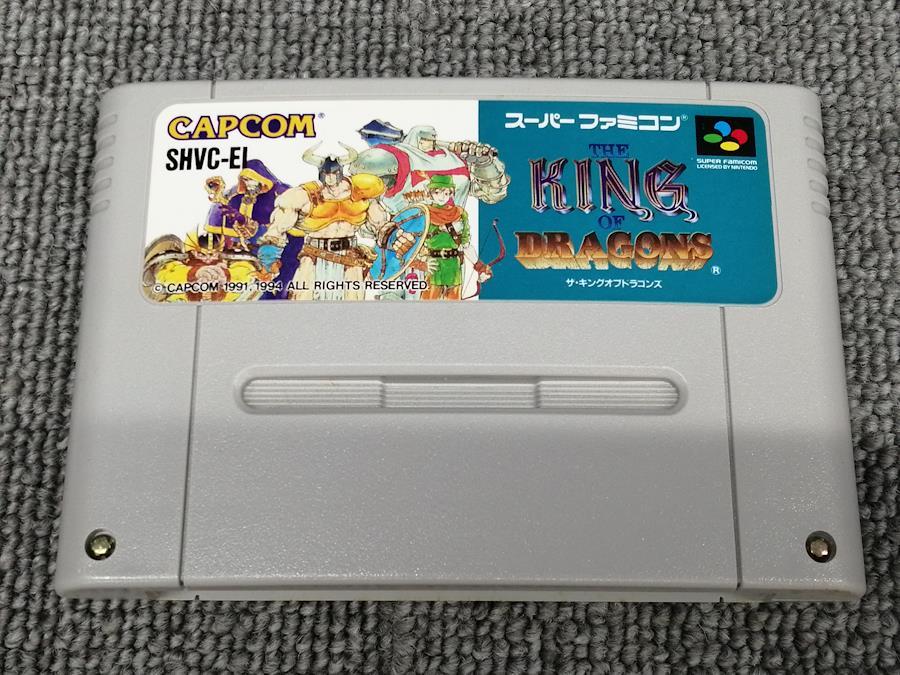 CAPCOM®
SHVC-EI
© CAPCOM 1991, 1994 ALL RIGHTS RESERVED.
スーパーファミコン®
SUPER FAMICOM
LICENSED BY NINTENDO
THE
KING
OF
DRAGONS®
ザ・キングオブドラゴンズ